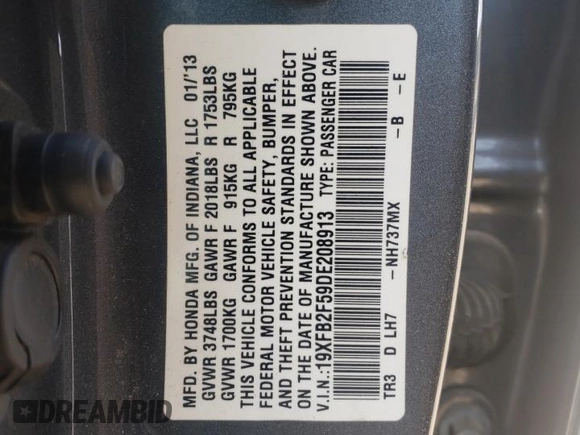 MFD. BY HONDA MFG. OF INDIANA, LLC 01/'13
GVWR 3748LBS GAWR F 2018LBS R 1753LBS
GVWR 1700KG GAWR F 915KG R 795KG
THIS VEHICLE CONFORMS TO ALL APPLICABLE
FEDERAL MOTOR VEHICLE SAFETY, BUMPER,
AND THEFT PREVENTION STANDARDS IN EFFECT
ON THE DATE OF MANUFACTURE SHOWN ABOVE.
V.I.N.:19XFB2F59DE208913 TYPE: PASSENGER CAR
TR3 D LH7 -NH737MX -B -E
DREAMBID